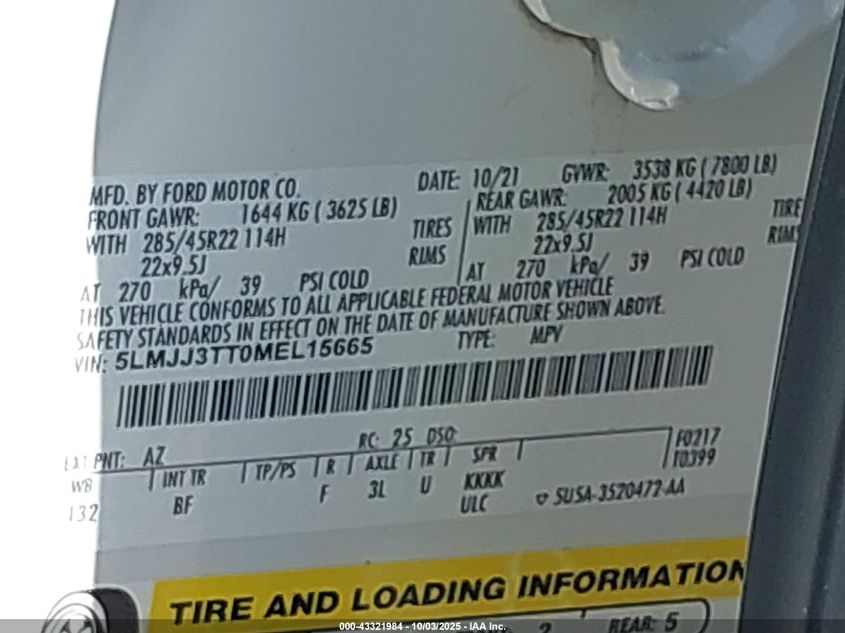 MFD. BY FORD MOTOR CO. DATE: 10/21 GVWR: 3538 KG ( 7800 LB)
FRONT GAWR: 1644 KG ( 3625 LB) REAR GAWR: 2005 KG ( 4420 LB)
WITH 285/45R22 114H TIRES WITH 285/45R22 114H TIRE
22x9.5J RIMS 22x9.5J RIMS
AT 270 kPa/ 39 PSI COLD AT 270 kPa/ 39 PSI COLD
THIS VEHICLE CONFORMS TO ALL APPLICABLE FEDERAL MOTOR VEHICLE
SAFETY STANDARDS IN EFFECT ON THE DATE OF MANUFACTURE SHOWN ABOVE.
VIN: 5LMJJ3TT0MEL15665 TYPE: MPV
EXT PNT: AZ RC: 25 DSO: F0217
WB INT TR TP/PS R AXLE TR SPR T0399
132 BF F 3L U KKKK
ULC SU5A-3520472-AA
TIRE AND LOADING INFORMATION
2 REAR: 5
000-43321984 - 10/03/2025 - IAA Inc.